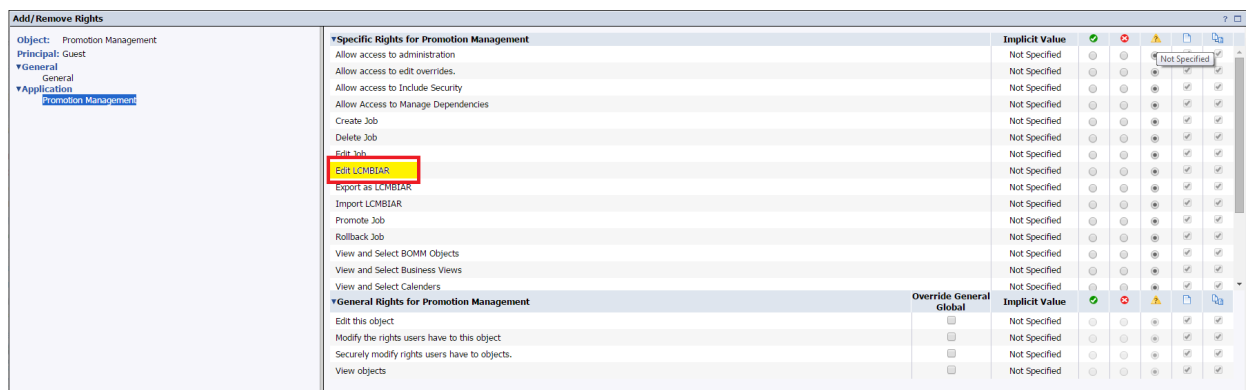 Add/Remove Rights ?
Object: Promotion Management
Principal: Guest
▾General
General
▾Application
Promotion Management
▾Specific Rights for Promotion Management Implicit Value
Allow access to administration Not Specified
Not Specified
Allow access to edit overrides. Not Specified
Allow access to Include Security Not Specified
Allow Access to Manage Dependencies Not Specified
Create Job Not Specified
Delete Job Not Specified
Edit Job Not Specified
Edit LCMBIAR Not Specified
Export as LCMBIAR Not Specified
Import LCMBIAR Not Specified
Promote Job Not Specified
Rollback Job Not Specified
View and Select BOMM Objects Not Specified
View and Select Business Views Not Specified
View and Select Calenders Not Specified
▾General Rights for Promotion Management Override General Global Implicit Value
Edit this object Not Specified
Modify the rights users have to this object Not Specified
Securely modify rights users have to objects. Not Specified
View objects Not Specified